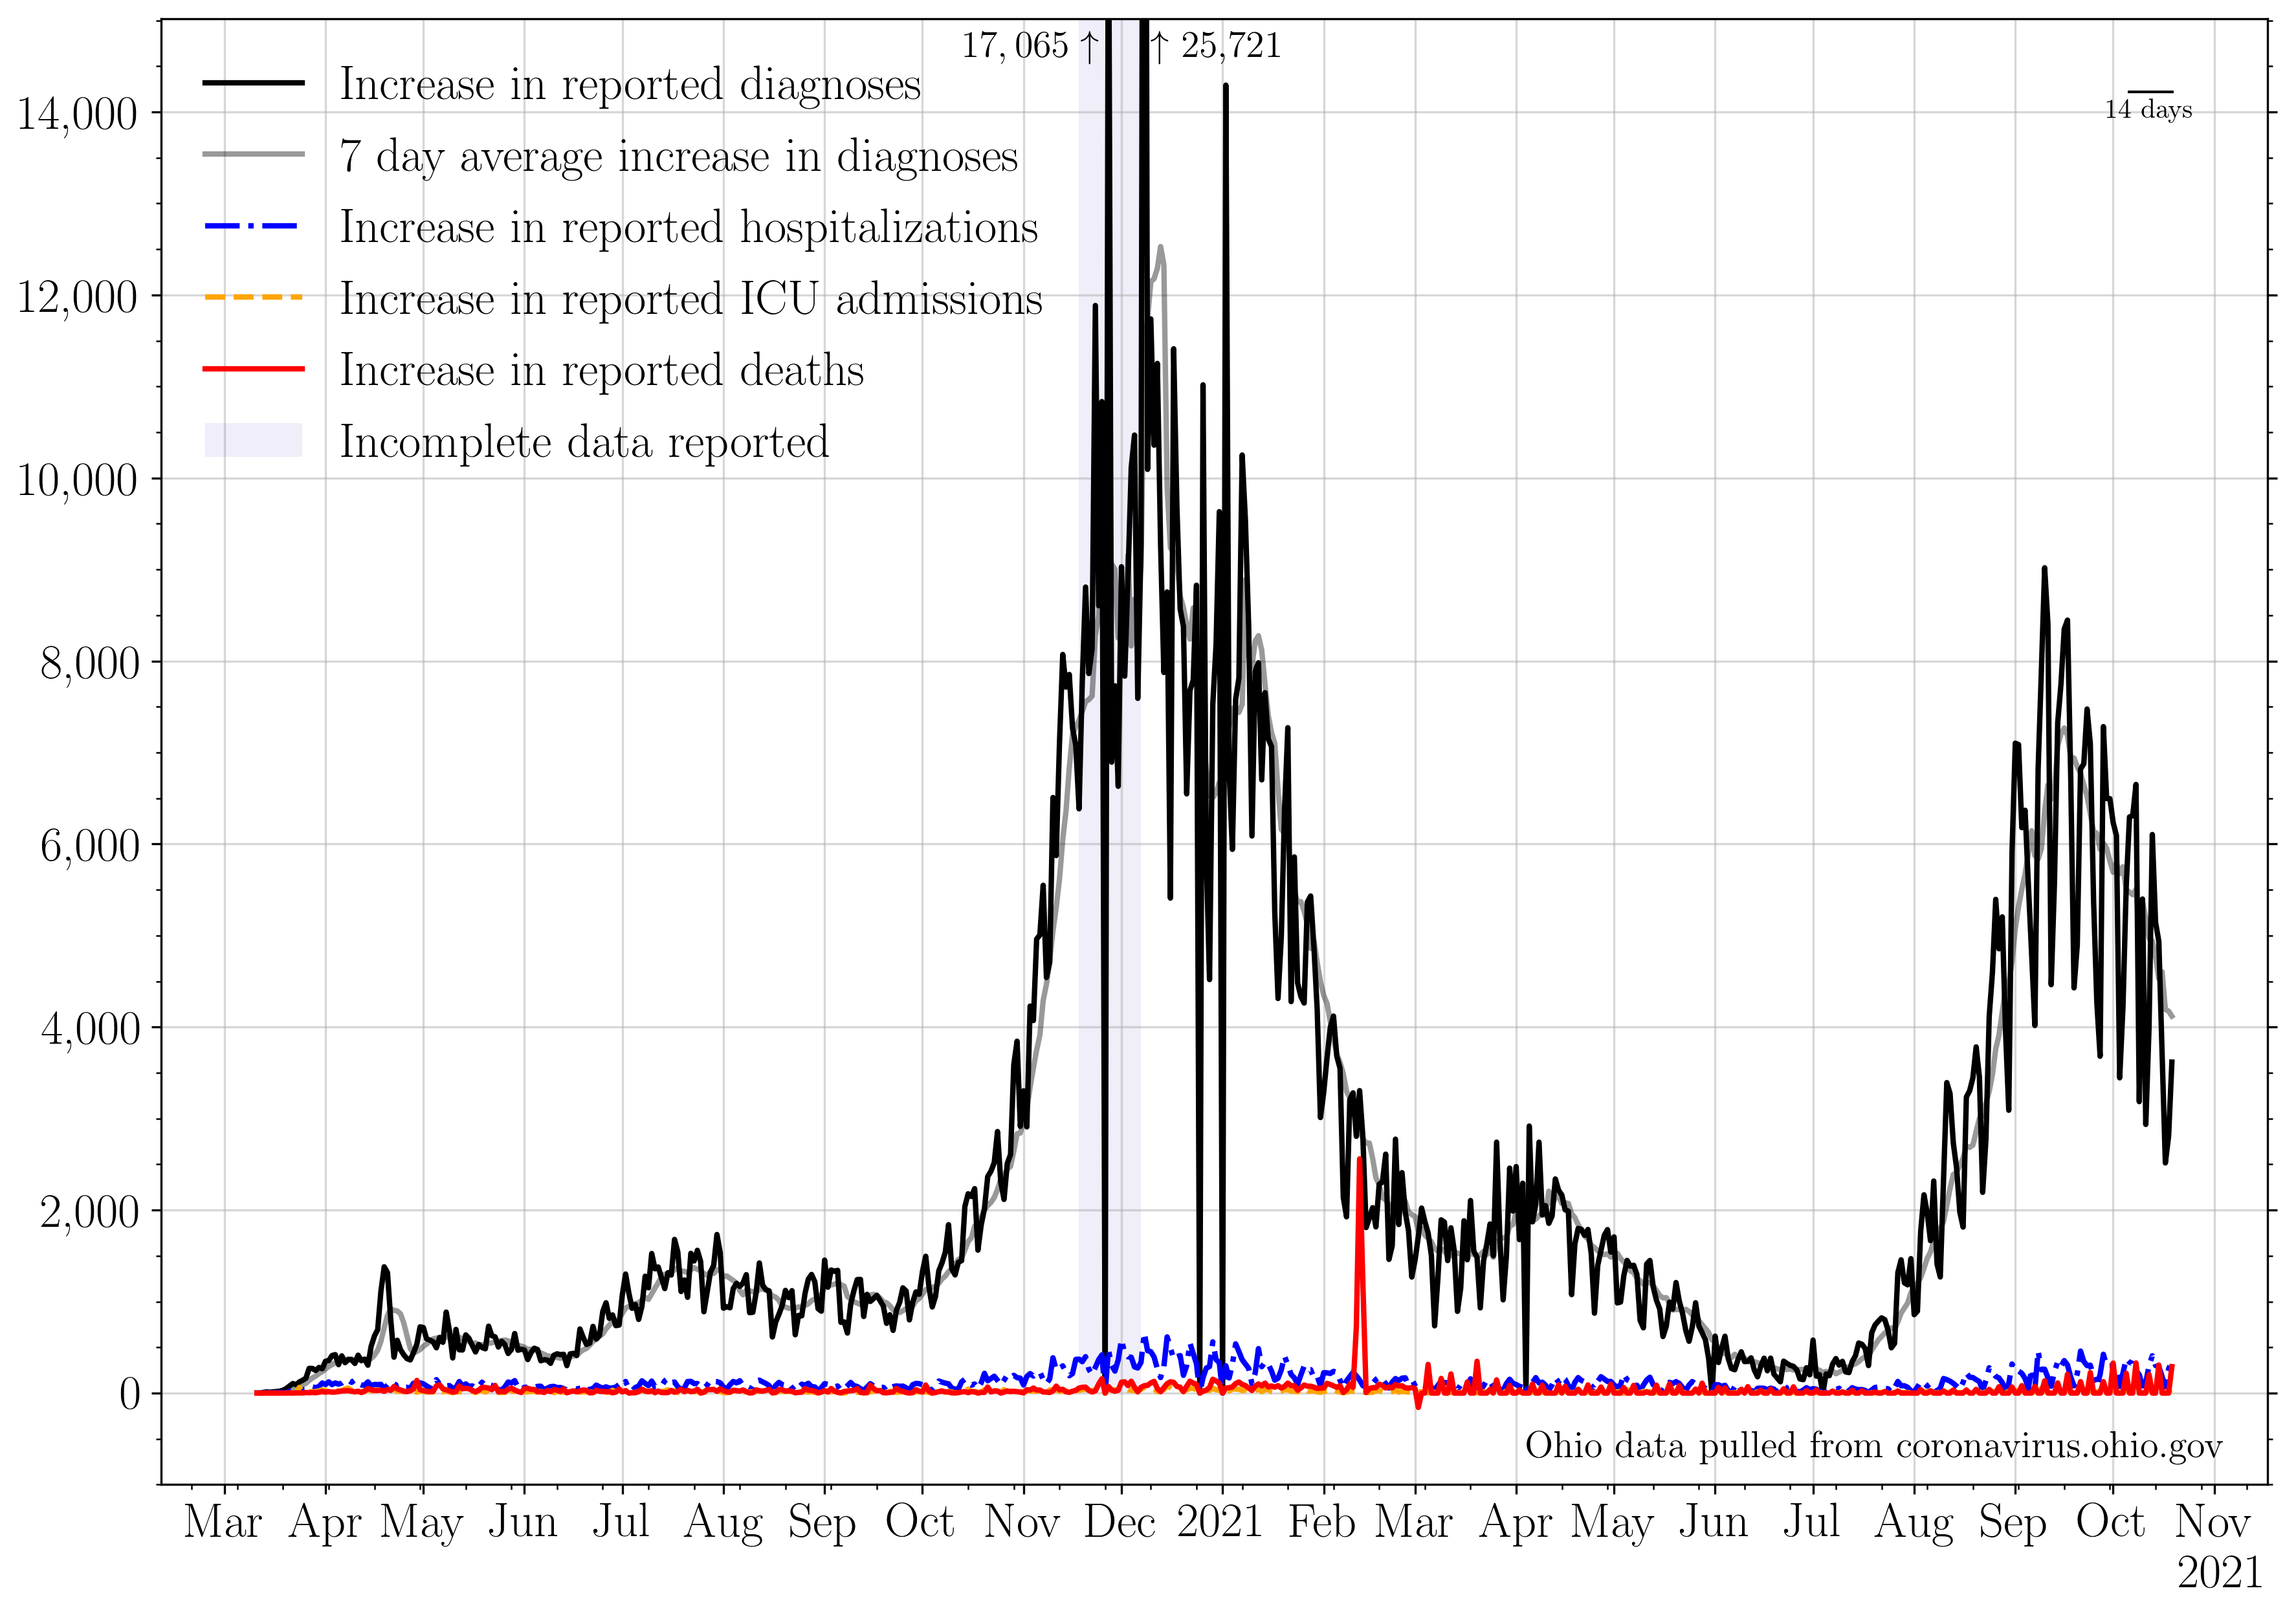 17,065 ↑ ↑ 25,721
Increase in reported diagnoses
7 day average increase in diagnoses
Increase in reported hospitalizations
Increase in reported ICU admissions
Increase in reported deaths
Incomplete data reported
14 days
14,000
12,000
10,000
8,000
6,000
4,000
2,000
0
Ohio data pulled from coronavirus.ohio.gov
Mar Apr May Jun Jul Aug Sep Oct Nov Dec 2021 Feb Mar Apr May Jun Jul Aug Sep Oct Nov
2021